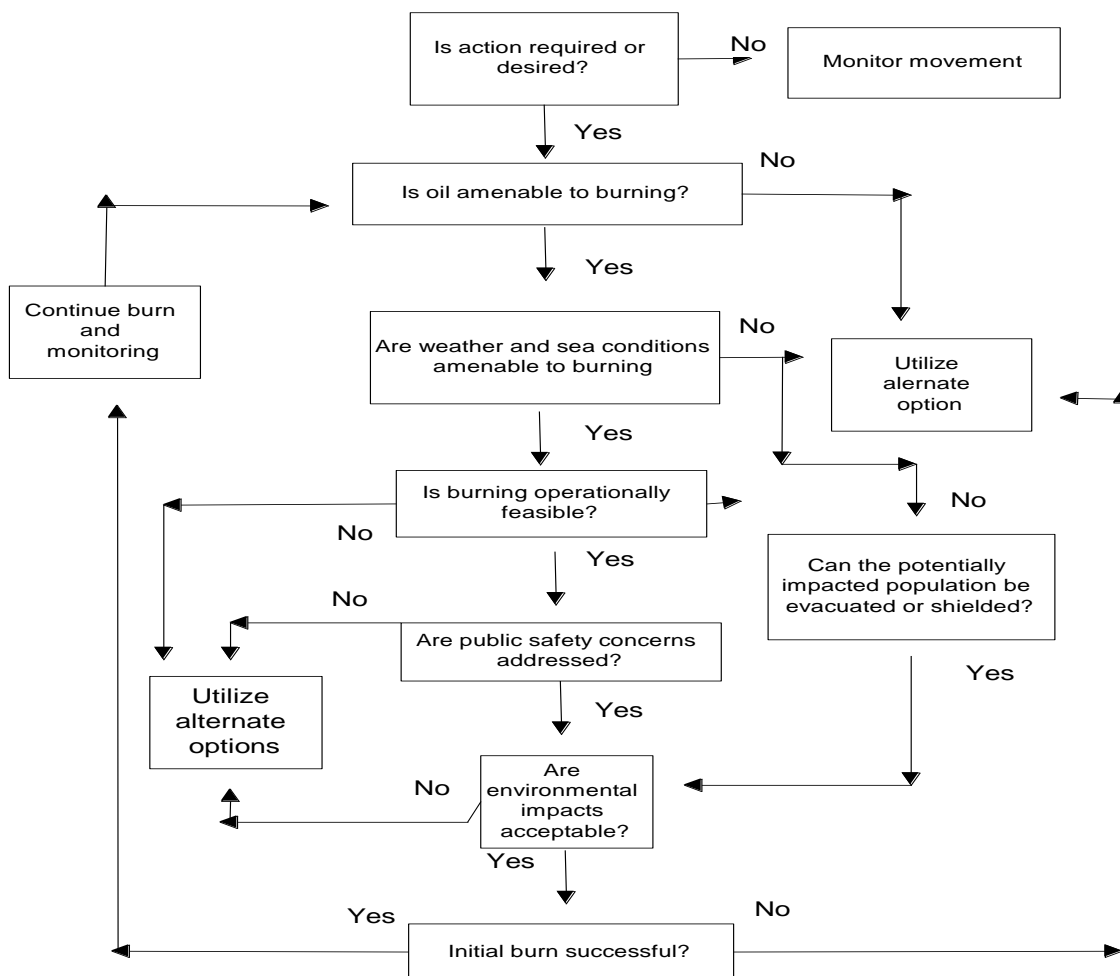 Is action required or
desired?
No
Monitor movement
Yes
No
Is oil amenable to burning?
Yes
Continue burn
and
monitoring
No
Are weather and sea conditions
amenable to burning
Utilize
alernate
option
Yes
Is burning operationally
feasible?
No
No
Yes
Can the potentially
impacted population be
evacuated or shielded?
No
Are public safety concerns
addressed?
Yes
Yes
Utilize
alternate
options
No
Are
environmental
impacts
acceptable?
Yes
Yes
No
Initial burn successful?